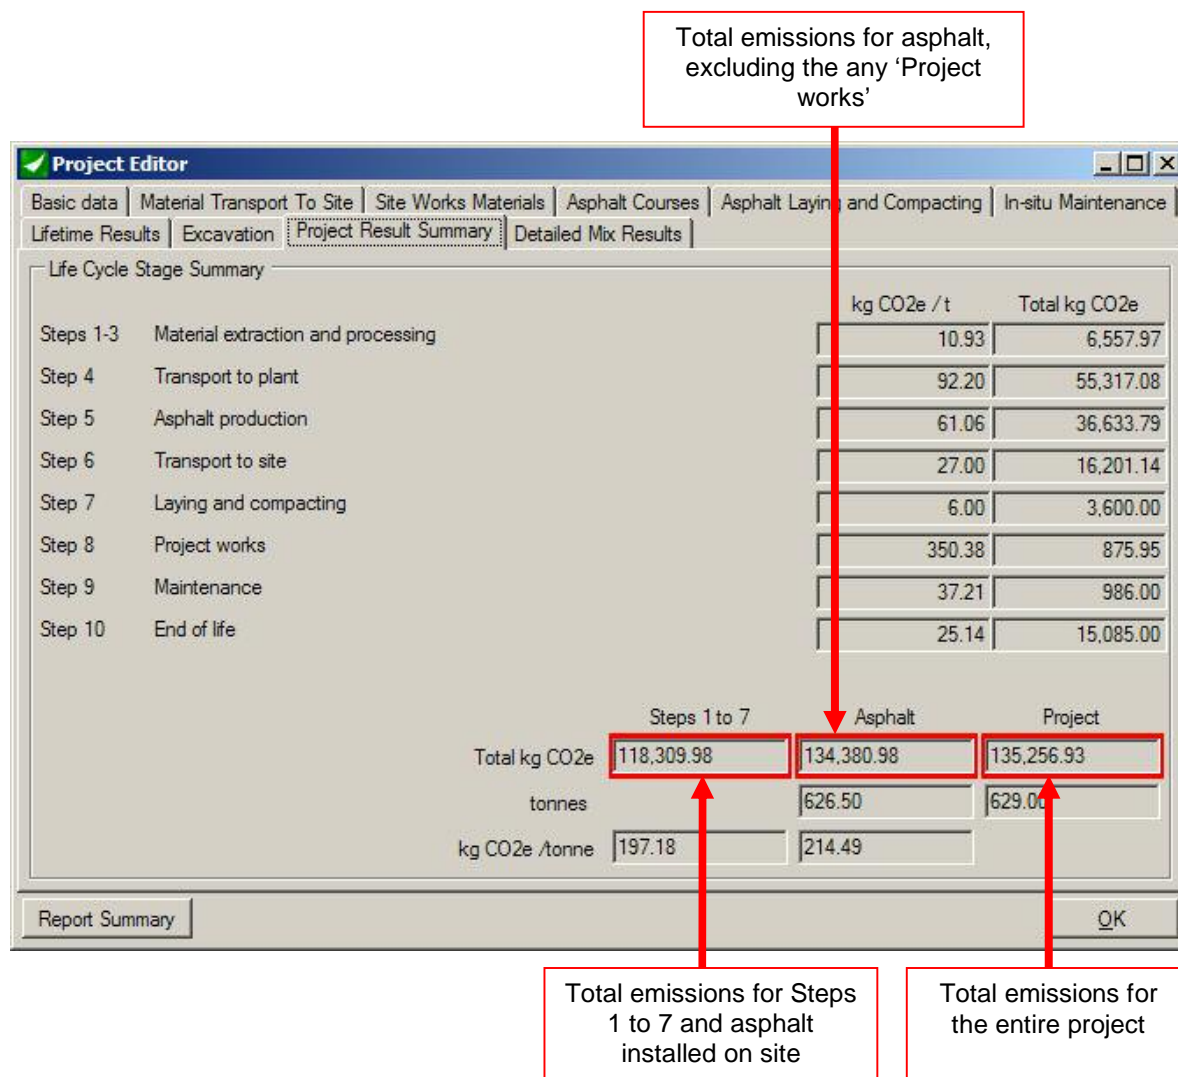 Total emissions for asphalt,
excluding the any ‘Project
works’
Project Editor
Basic data Material Transport To Site Site Works Materials Asphalt Courses Asphalt Laying and Compacting In-situ Maintenance
Lifetime Results Excavation Project Result Summary Detailed Mix Results
Life Cycle Stage Summary
kg CO2e / t Total kg CO2e
Steps 1-3 Material extraction and processing 10.93 6,557.97
Step 4 Transport to plant 92.20 55,317.08
Step 5 Asphalt production 61.06 36,633.79
Step 6 Transport to site 27.00 16,201.14
Step 7 Laying and compacting 6.00 3,600.00
Step 8 Project works 350.38 875.95
Step 9 Maintenance 37.21 986.00
Step 10 End of life 25.14 15,085.00
Steps 1 to 7 Asphalt Project
Total kg CO2e 118,309.98 134,380.98 135,256.93
tonnes 626.50 629.00
kg CO2e /tonne 197.18 214.49
Report Summary OK
Total emissions for Steps
1 to 7 and asphalt
installed on site
Total emissions for
the entire project